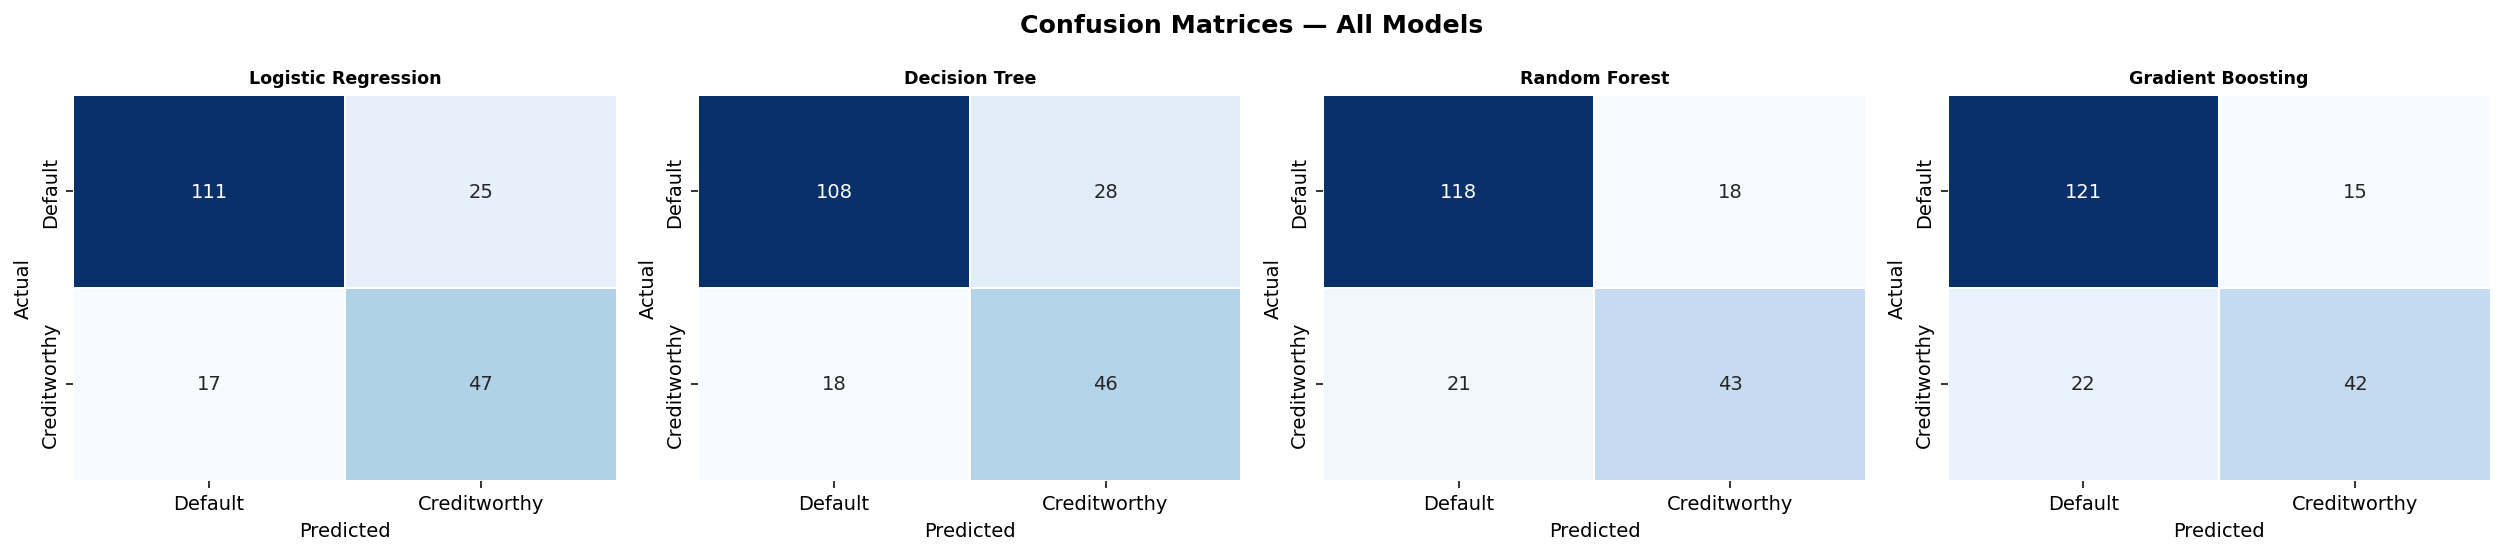 Confusion Matrices — All Models
Logistic Regression
Actual
Default
Creditworthy
111
25
17
47
Default
Creditworthy
Predicted
Decision Tree
Actual
Default
Creditworthy
108
28
18
46
Default
Creditworthy
Predicted
Random Forest
Actual
Default
Creditworthy
118
18
21
43
Default
Creditworthy
Predicted
Gradient Boosting
Actual
Default
Creditworthy
121
15
22
42
Default
Creditworthy
Predicted